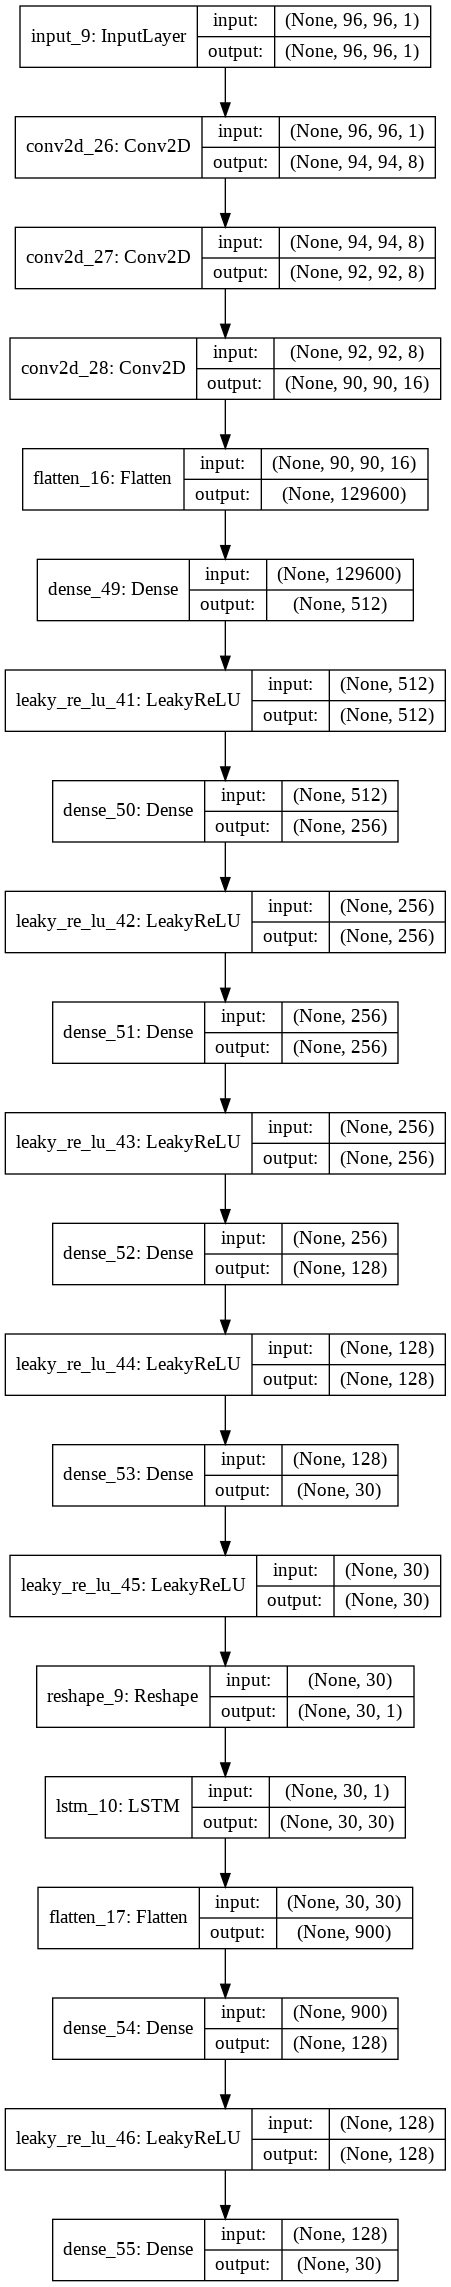 input_9: InputLayer
input: (None, 96, 96, 1)
output: (None, 96, 96, 1)
conv2d_26: Conv2D
input: (None, 96, 96, 1)
output: (None, 94, 94, 8)
conv2d_27: Conv2D
input: (None, 94, 94, 8)
output: (None, 92, 92, 8)
conv2d_28: Conv2D
input: (None, 92, 92, 8)
output: (None, 90, 90, 16)
flatten_16: Flatten
input: (None, 90, 90, 16)
output: (None, 129600)
dense_49: Dense
input: (None, 129600)
output: (None, 512)
leaky_re_lu_41: LeakyReLU
input: (None, 512)
output: (None, 512)
dense_50: Dense
input: (None, 512)
output: (None, 256)
leaky_re_lu_42: LeakyReLU
input: (None, 256)
output: (None, 256)
dense_51: Dense
input: (None, 256)
output: (None, 256)
leaky_re_lu_43: LeakyReLU
input: (None, 256)
output: (None, 256)
dense_52: Dense
input: (None, 256)
output: (None, 128)
leaky_re_lu_44: LeakyReLU
input: (None, 128)
output: (None, 128)
dense_53: Dense
input: (None, 128)
output: (None, 30)
leaky_re_lu_45: LeakyReLU
input: (None, 30)
output: (None, 30)
reshape_9: Reshape
input: (None, 30)
output: (None, 30, 1)
lstm_10: LSTM
input: (None, 30, 1)
output: (None, 30, 30)
flatten_17: Flatten
input: (None, 30, 30)
output: (None, 900)
dense_54: Dense
input: (None, 900)
output: (None, 128)
leaky_re_lu_46: LeakyReLU
input: (None, 128)
output: (None, 128)
dense_55: Dense
input: (None, 128)
output: (None, 30)